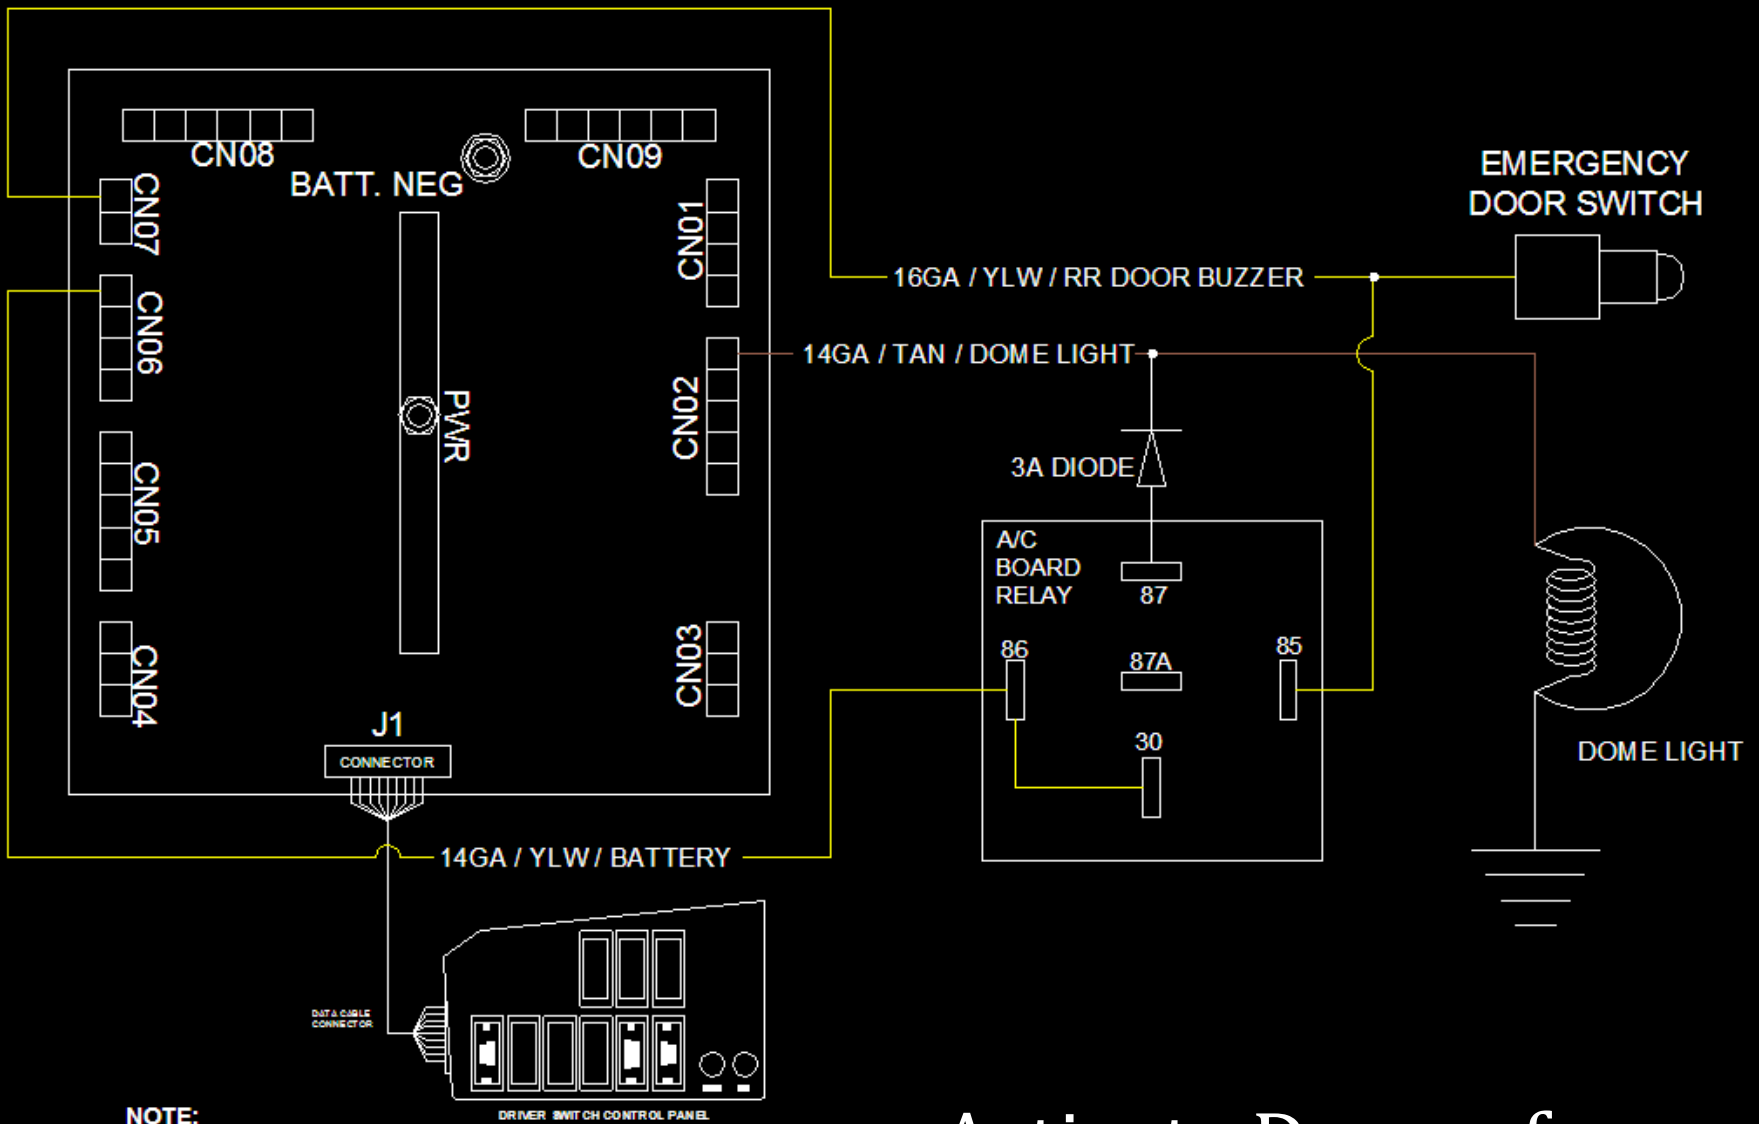 CN08
BATT. NEG
CN09
CN07
CN01
EMERGENCY
DOOR SWITCH
16GA / YLW / RR DOOR BUZZER
CN06
14GA / TAN / DOME LIGHT
CN02
PWR
3A DIODE
CN05
A/C
BOARD
RELAY
87
86
87A
85
CN04
CN03
J1
CONNECTOR
30
DOME LIGHT
14GA / YLW / BATTERY
DATA CABLE
CONNECTOR
DRIVER SWITCH CONTROL PANEL
NOTE: